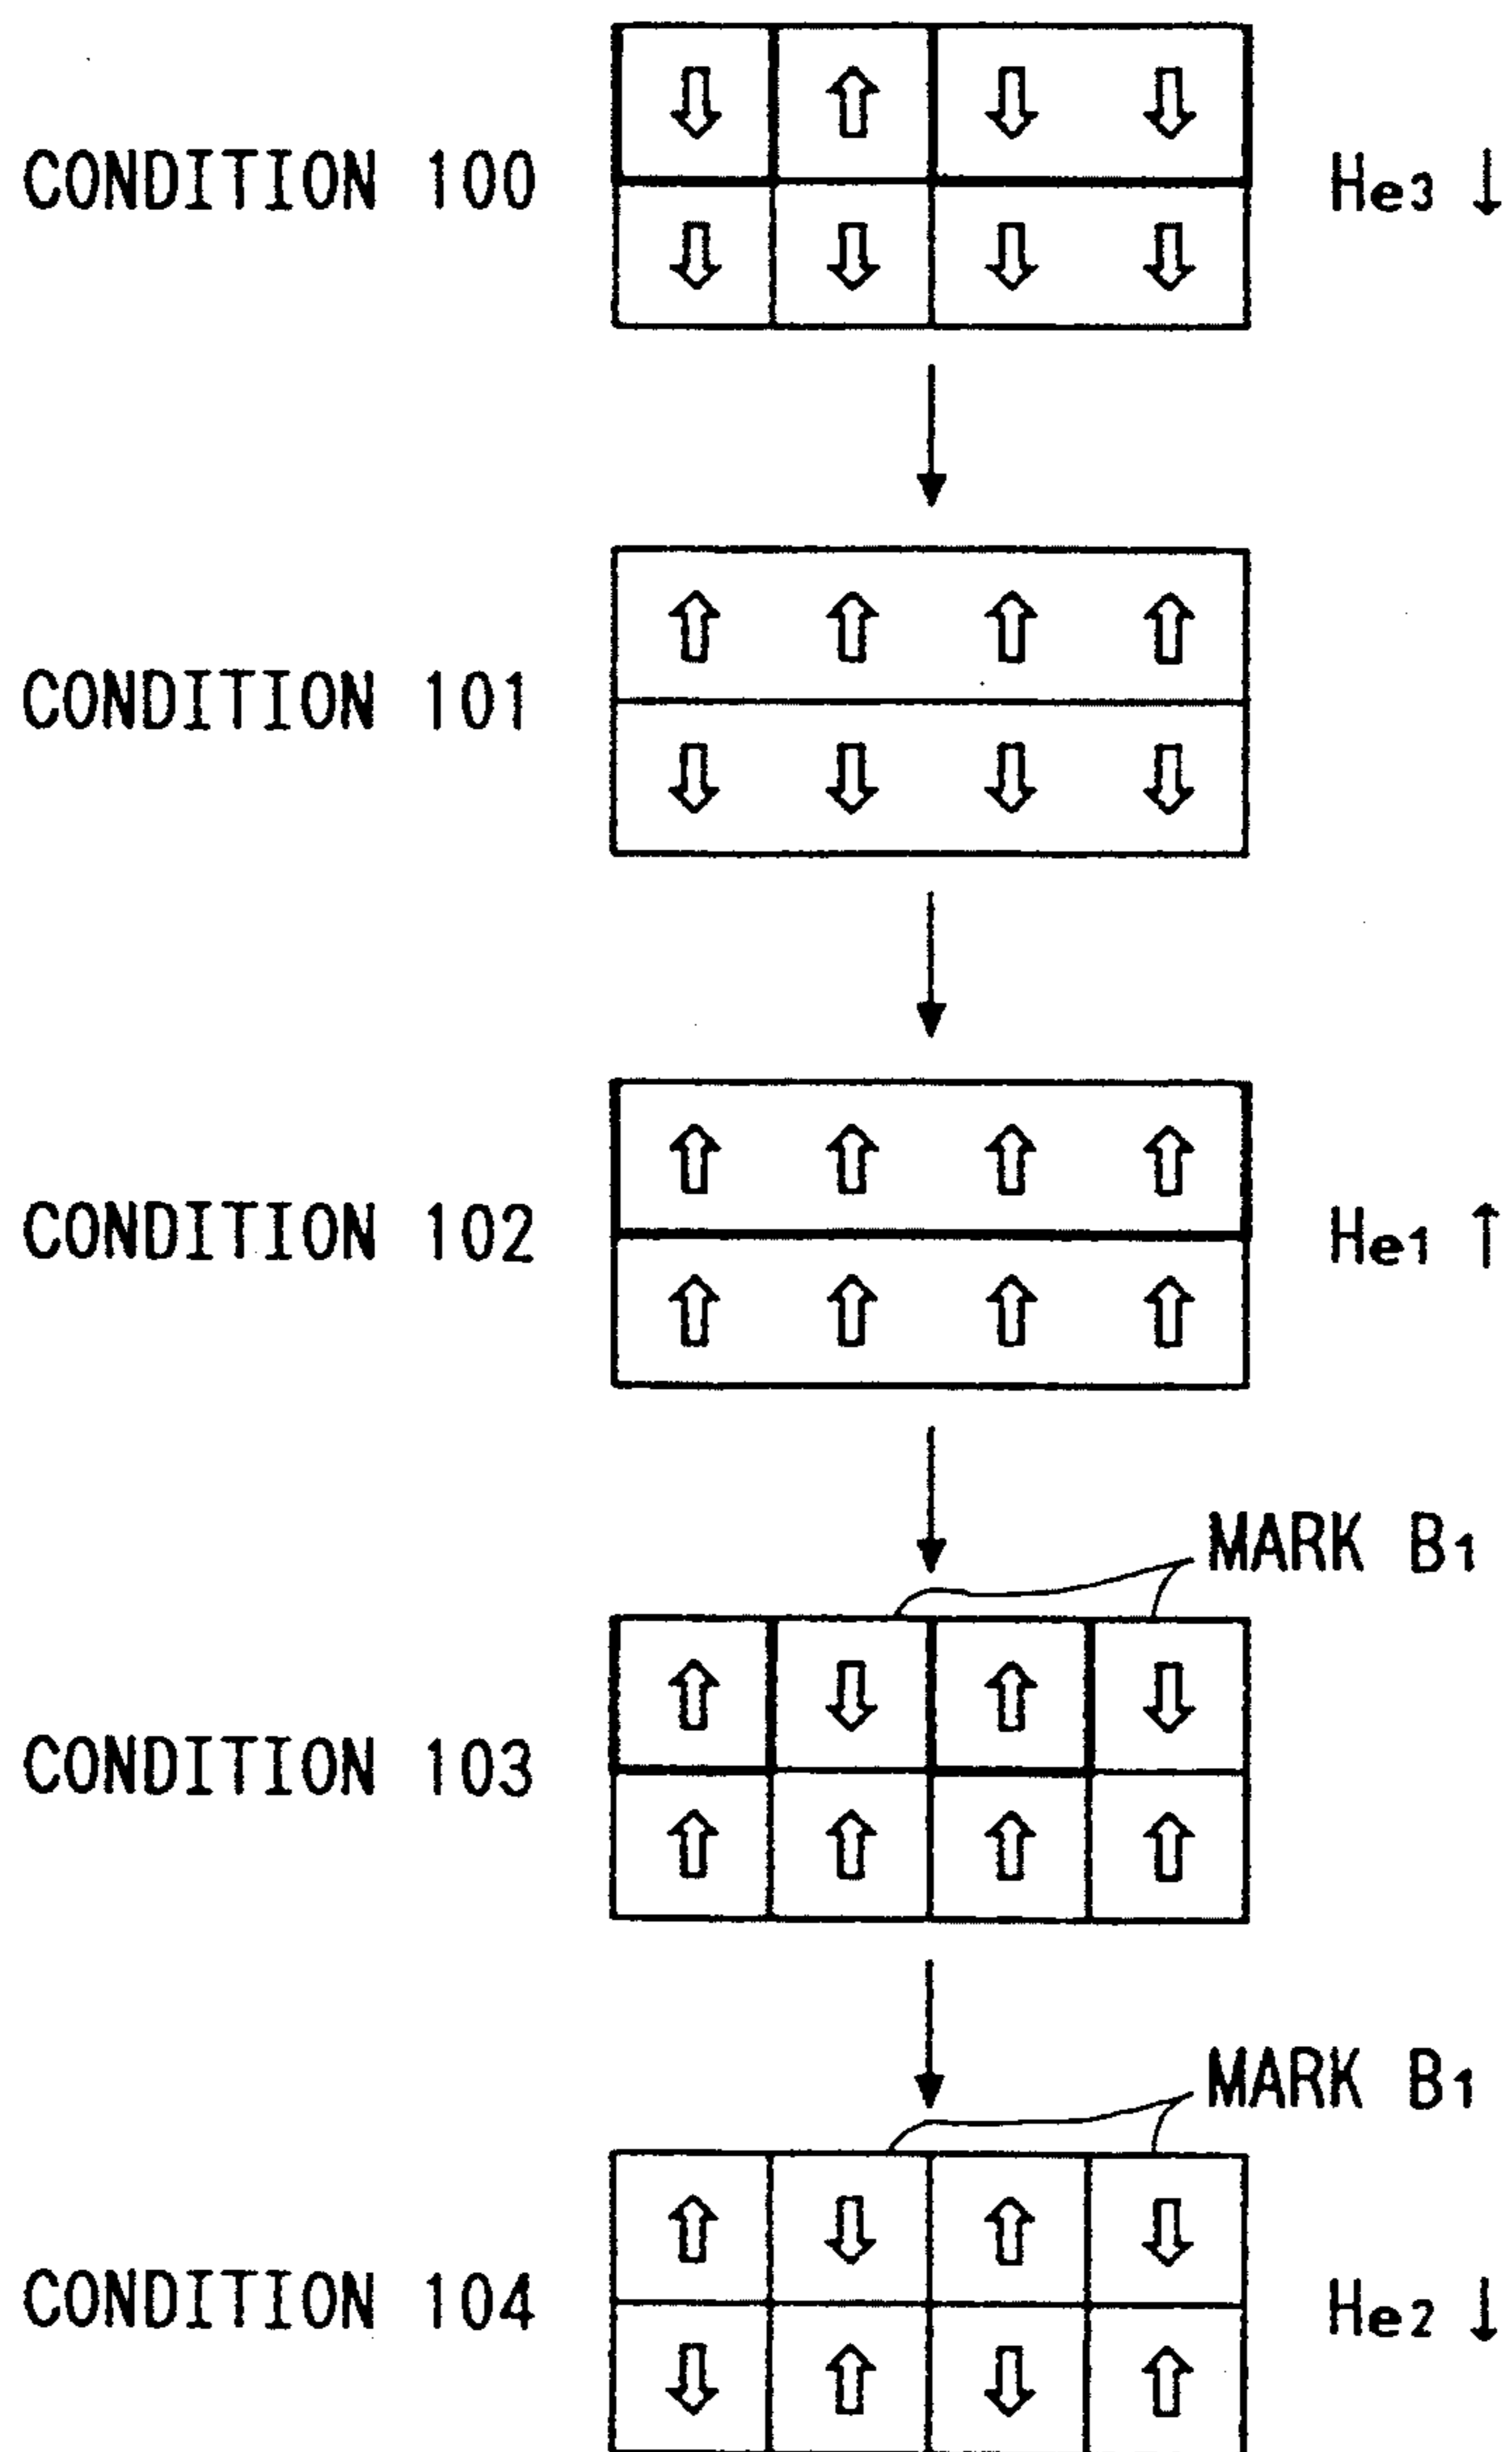 CONDITION 100
He3 ↓
CONDITION 101
CONDITION 102
He1 ↑
MARK B1
CONDITION 103
MARK B1
CONDITION 104
He2 ↓